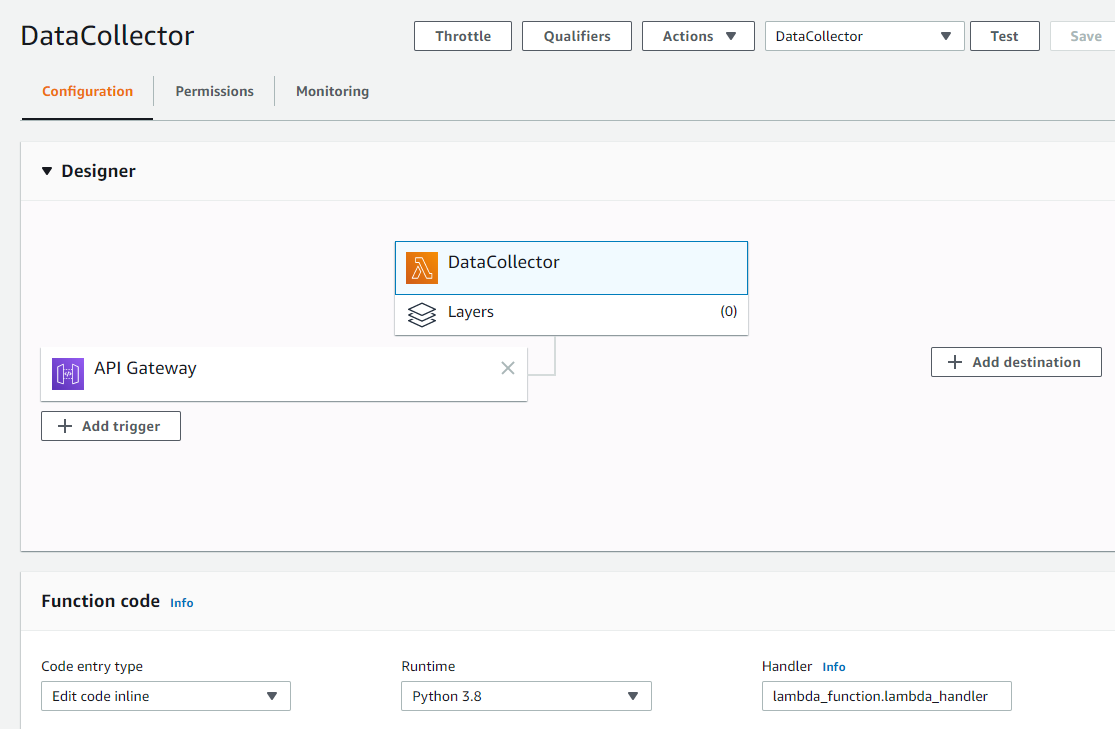 DataCollector
Throttle Qualifiers Actions DataCollector Test Save
Configuration Permissions Monitoring
Designer
DataCollector
Layers (0)
API Gateway
Add destination
Add trigger
Function code Info
Code entry type Runtime Handler Info
Edit code inline Python 3.8 lambda_function.lambda_handler